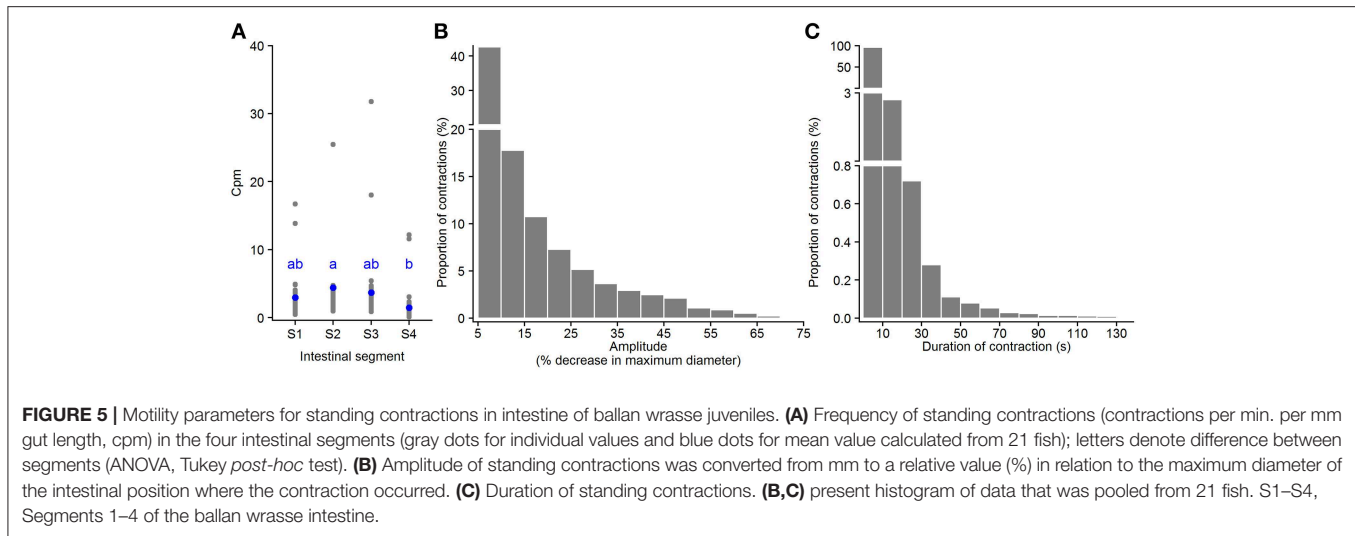 A
B
C
40
30
20
10
0
Cpm
ab
a
ab
b
S1
S2
S3
S4
Intestinal segment
40
30
20
15
10
5
0
Proportion of contractions (%)
5
15
25
35
45
55
65
75
Amplitude
(% decrease in maximum diameter)
100
50
3
0.8
0.6
0.4
0.2
0.0
Proportion of contractions (%)
10
30
50
70
90
110
130
Duration of contraction (s)
FIGURE 5 | Motility parameters for standing contractions in intestine of ballan wrasse juveniles. (A) Frequency of standing contractions (contractions per min. per mm
gut length, cpm) in the four intestinal segments (gray dots for individual values and blue dots for mean value calculated from 21 fish); letters denote difference between
segments (ANOVA, Tukey post-hoc test). (B) Amplitude of standing contractions was converted from mm to a relative value (%) in relation to the maximum diameter of
the intestinal position where the contraction occurred. (C) Duration of standing contractions. (B,C) present histogram of data that was pooled from 21 fish. S1–S4,
Segments 1–4 of the ballan wrasse intestine.